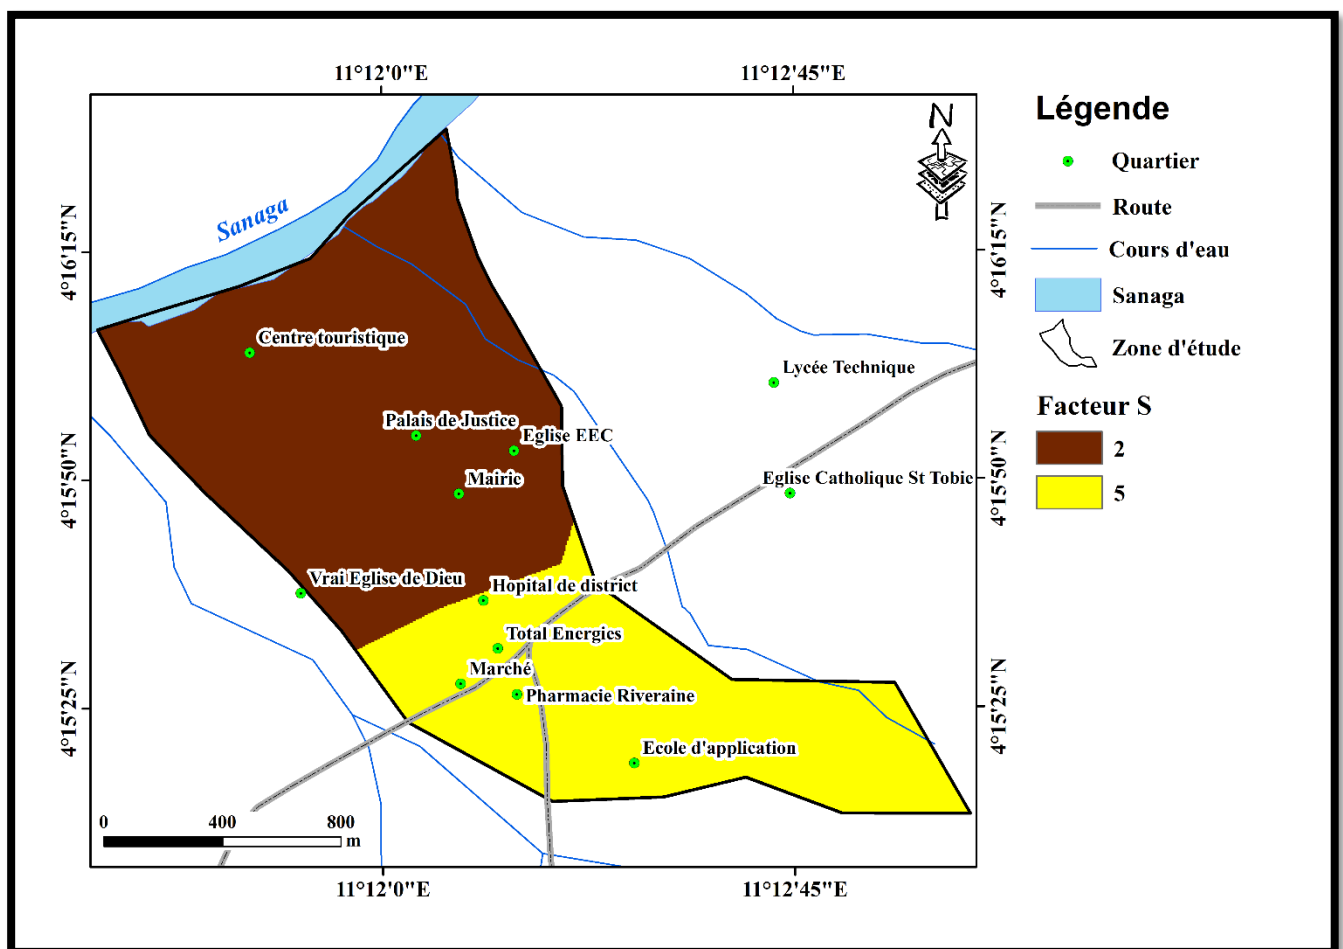 11°12'0"E
11°12'45"E
N
Légende
Quartier
Route
Cours d'eau
Sanaga
Zone d'étude
Facteur S
2
5
4°16'15"N
4°16'15"N
Sanaga
Centre touristique
Lycée Technique
Palais de Justice
Eglise EEC
4°15'50"N
4°15'50"N
Mairie
Eglise Catholique St Tobie
Vrai Eglise de Dieu
Hopital de district
Total Energies
Marché
Pharmacie Riveraine
4°15'25"N
4°15'25"N
Ecole d'application
0 400 800
m
11°12'0"E
11°12'45"E